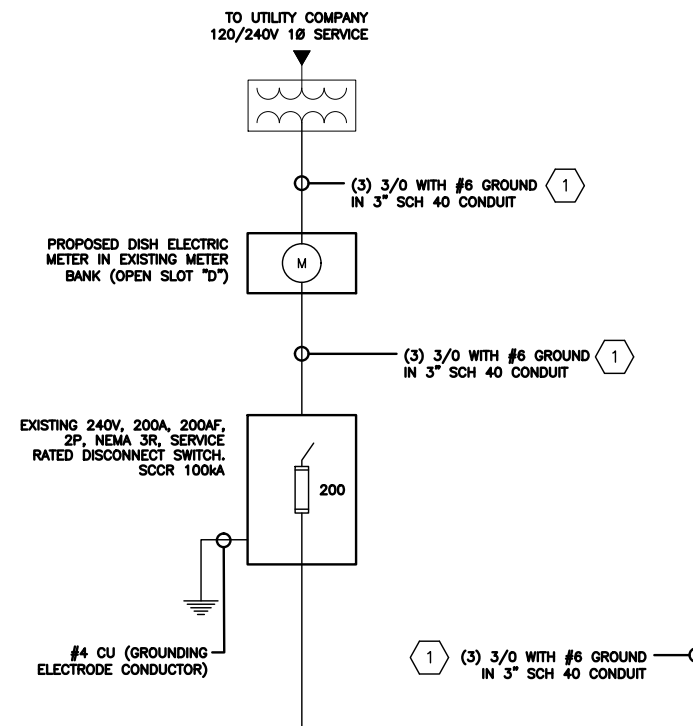 TO UTILITY COMPANY
120/240V 1Ø SERVICE
(3) 3/0 WITH #6 GROUND
IN 3" SCH 40 CONDUIT
1
PROPOSED DISH ELECTRIC
METER IN EXISTING METER
BANK (OPEN SLOT "D")
M
(3) 3/0 WITH #6 GROUND
IN 3" SCH 40 CONDUIT
1
EXISTING 240V, 200A, 200AF,
2P, NEMA 3R, SERVICE
RATED DISCONNECT SWITCH.
SCCR 100kA
200
#4 CU (GROUNDING
ELECTRODE CONDUCTOR)
1
(3) 3/0 WITH #6 GROUND
IN 3" SCH 40 CONDUIT